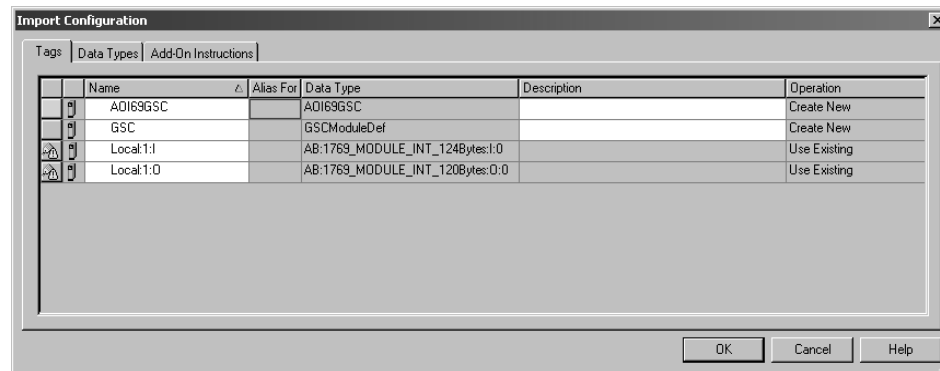 Import Configuration
Tags Data Types Add-On Instructions
Name Alias For Data Type Description Operation
AOI69GSC AOI69GSC Create New
GSC GSCModuleDef Create New
Local:1:I AB:1769_MODULE_INT_124Bytes:I:0 Use Existing
Local:1:O AB:1769_MODULE_INT_120Bytes:O:0 Use Existing
OK Cancel Help